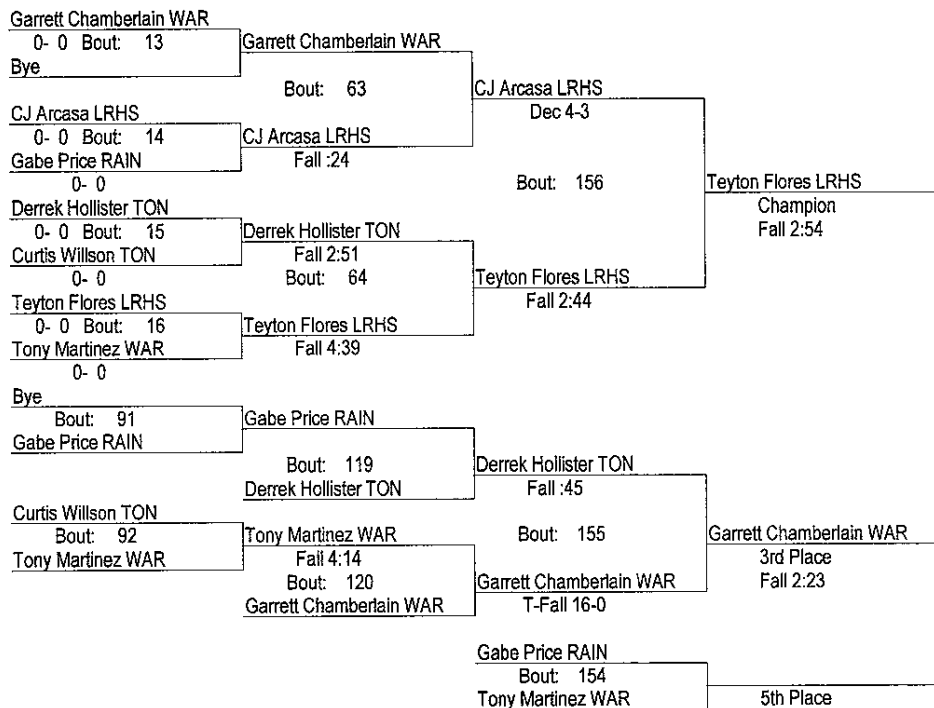 Garrett Chamberlain WAR
0- 0 Bout: 13
Bye
Garrett Chamberlain WAR
Bout: 63
CJ Arcasa LRHS
0- 0 Bout: 14
Gabe Price RAIN
0- 0
CJ Arcasa LRHS
Fall :24
CJ Arcasa LRHS
Dec 4-3
Bout: 156
Derrek Hollister TON
0- 0 Bout: 15
Curtis Willson TON
0- 0
Derrek Hollister TON
Fall 2:51
Bout: 64
Teyton Flores LRHS
0- 0 Bout: 16
Tony Martinez WAR
0- 0
Teyton Flores LRHS
Fall 4:39
Teyton Flores LRHS
Fall 2:44
Teyton Flores LRHS
Champion
Fall 2:54
Bye
Bout: 91
Gabe Price RAIN
Gabe Price RAIN
Bout: 119
Derrek Hollister TON
Derrek Hollister TON
Fall :45
Bout: 155
Curtis Willson TON
Bout: 92
Tony Martinez WAR
Tony Martinez WAR
Fall 4:14
Bout: 120
Garrett Chamberlain WAR
Garrett Chamberlain WAR
T-Fall 16-0
Garrett Chamberlain WAR
3rd Place
Fall 2:23
Gabe Price RAIN
Bout: 154
Tony Martinez WAR
5th Place